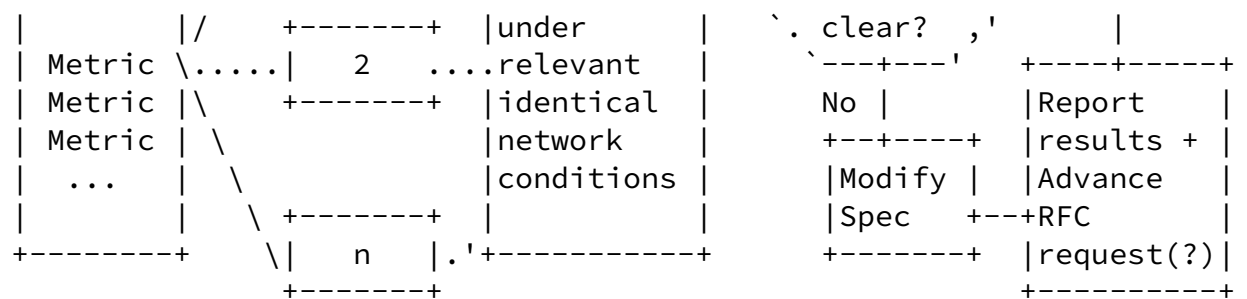 |        |/     +-------+  |under      |     `. clear?  ,'     |
| Metric \.....|   2   ....relevant   |       `---+---'  +----+-----+
| Metric |\     +-------+  |identical  |        No |      |Report    |
| Metric | \               |network    |        +--+----+  |results + |
|  ...   |  \              |conditions |        |Modify |  |Advance   |
|        |   \  +-------+  |           |        |Spec   +--+RFC       |
+--------+    \|   n   |.'+-----------+        +-------+  |request(?)|
               +-------+                                   +----------+